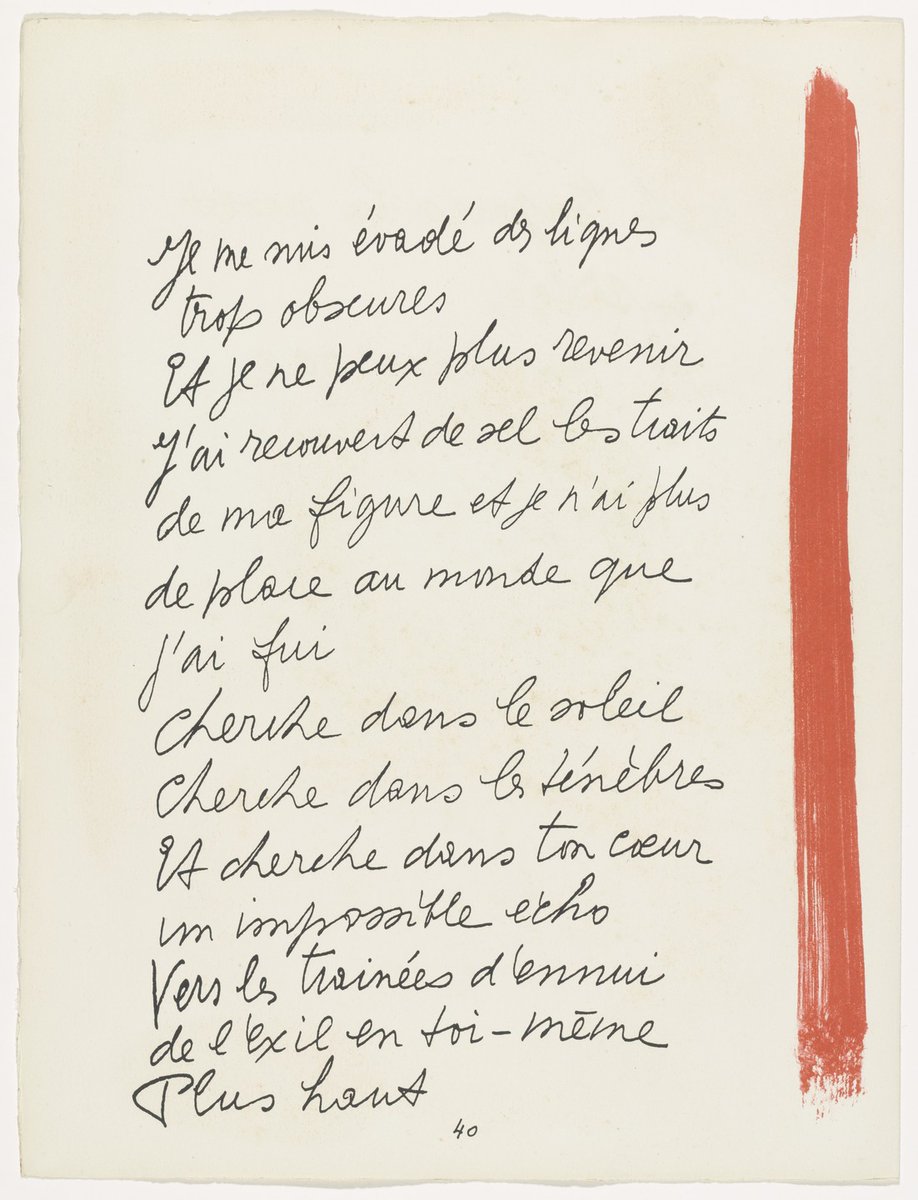 Je me suis évadé des lignes
trop obscures
Et je ne peux plus revenir
J'ai recouvert de sel les traits
de ma figure et je n'ai plus
de place au monde que
j'ai fui
Cherche dans le soleil
Cherche dans les ténèbres
Et cherche dans ton cœur
un impossible écho
Vers les trainées d'ennui
de l'exil en toi-même
Plus haut
40